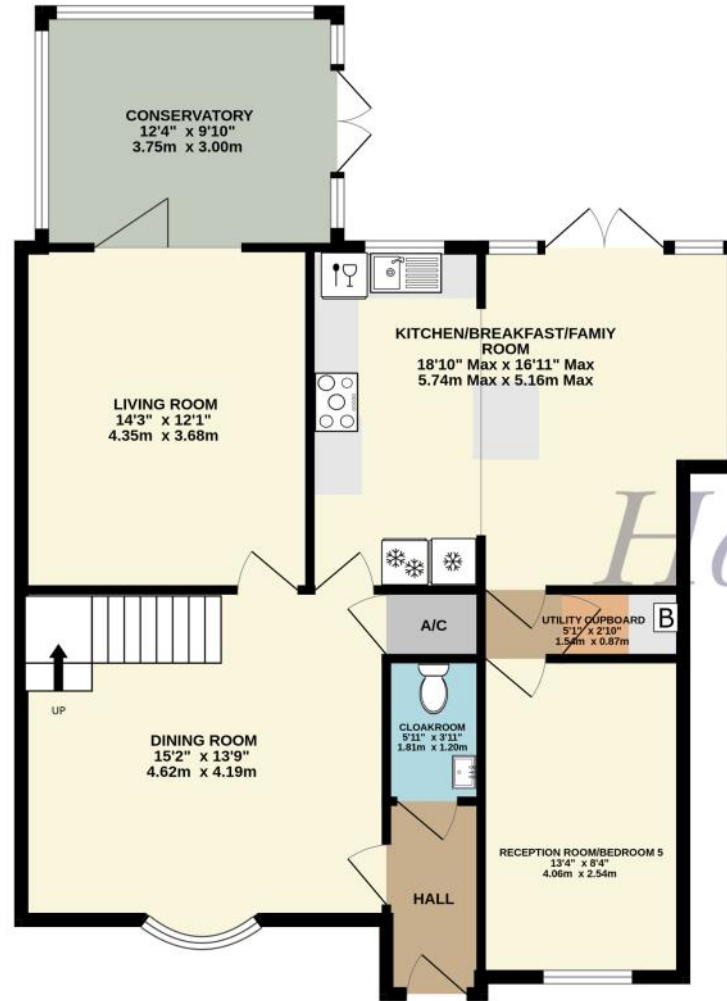 CONSERVATORY
12'4" x 9'10"
3.75m x 3.00m
KITCHEN/BREAKFAST/FAMIY
ROOM
18'10" Max x 16'11" Max
5.74m Max x 5.16m Max
LIVING ROOM
14'3" x 12'1"
4.35m x 3.68m
Ho
A/C
UTILITY CUPBOARD
5'1" x 2'10"
1.54m x 0.87m
B
UP
CLOAKROOM
5'11" x 3'11"
1.81m x 1.20m
DINING ROOM
15'2" x 13'9"
4.62m x 4.19m
RECEPTION ROOM/BEDROOM 5
13'4" x 8'4"
4.06m x 2.54m
HALL